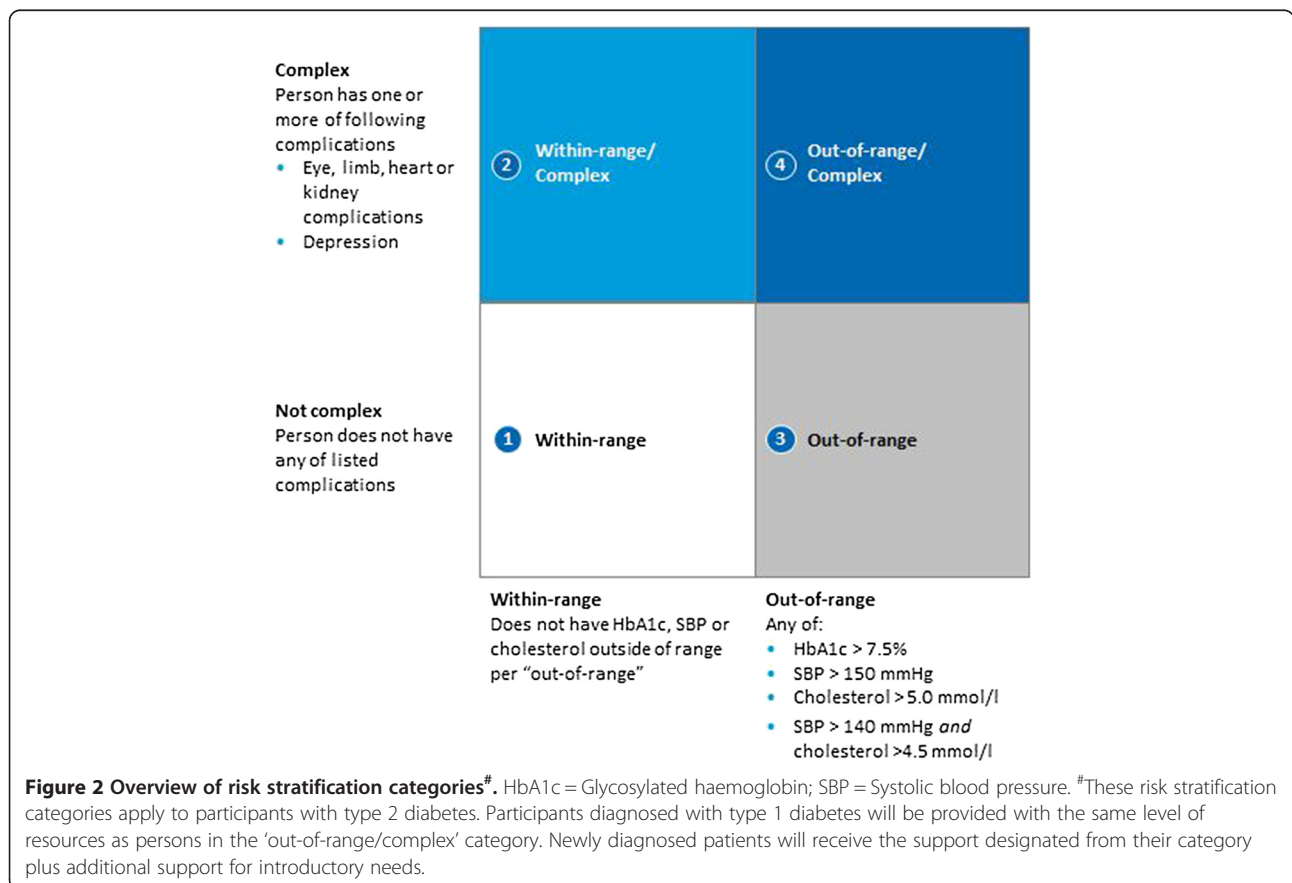 Complex
Person has one or
more of following
complications
• Eye, limb, heart or
kidney
complications
• Depression
2 Within-range/
Complex
4 Out-of-range/
Complex
Not complex
Person does not have
any of listed
complications
1 Within-range
3 Out-of-range
Within-range
Does not have HbA1c, SBP or
cholesterol outside of range
per “out-of-range”
Out-of-range
Any of:
• HbA1c > 7.5%
• SBP > 150 mmHg
• Cholesterol >5.0 mmol/l
• SBP > 140 mmHg and
cholesterol >4.5 mmol/l
Figure 2 Overview of risk stratification categories#. HbA1c = Glycosylated haemoglobin; SBP = Systolic blood pressure. #These risk stratification
categories apply to participants with type 2 diabetes. Participants diagnosed with type 1 diabetes will be provided with the same level of
resources as persons in the ‘out-of-range/complex’ category. Newly diagnosed patients will receive the support designated from their category
plus additional support for introductory needs.